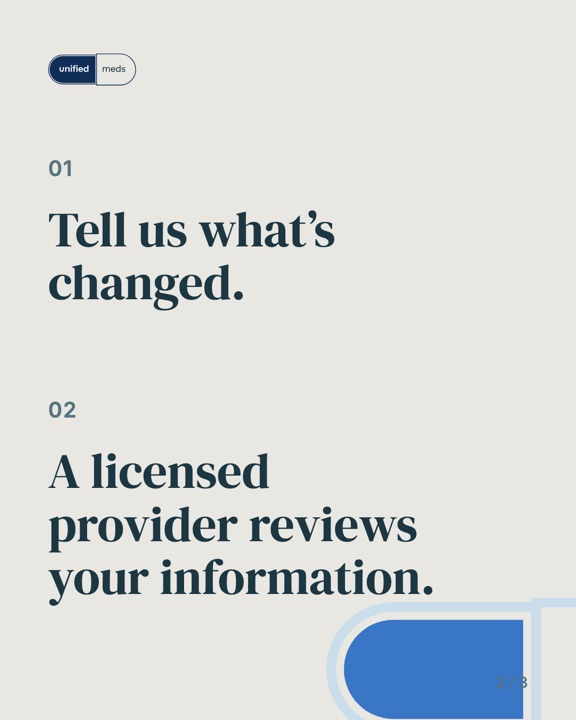 unified meds
01
Tell us what’s
changed.
02
A licensed
provider reviews
your information.
2/3